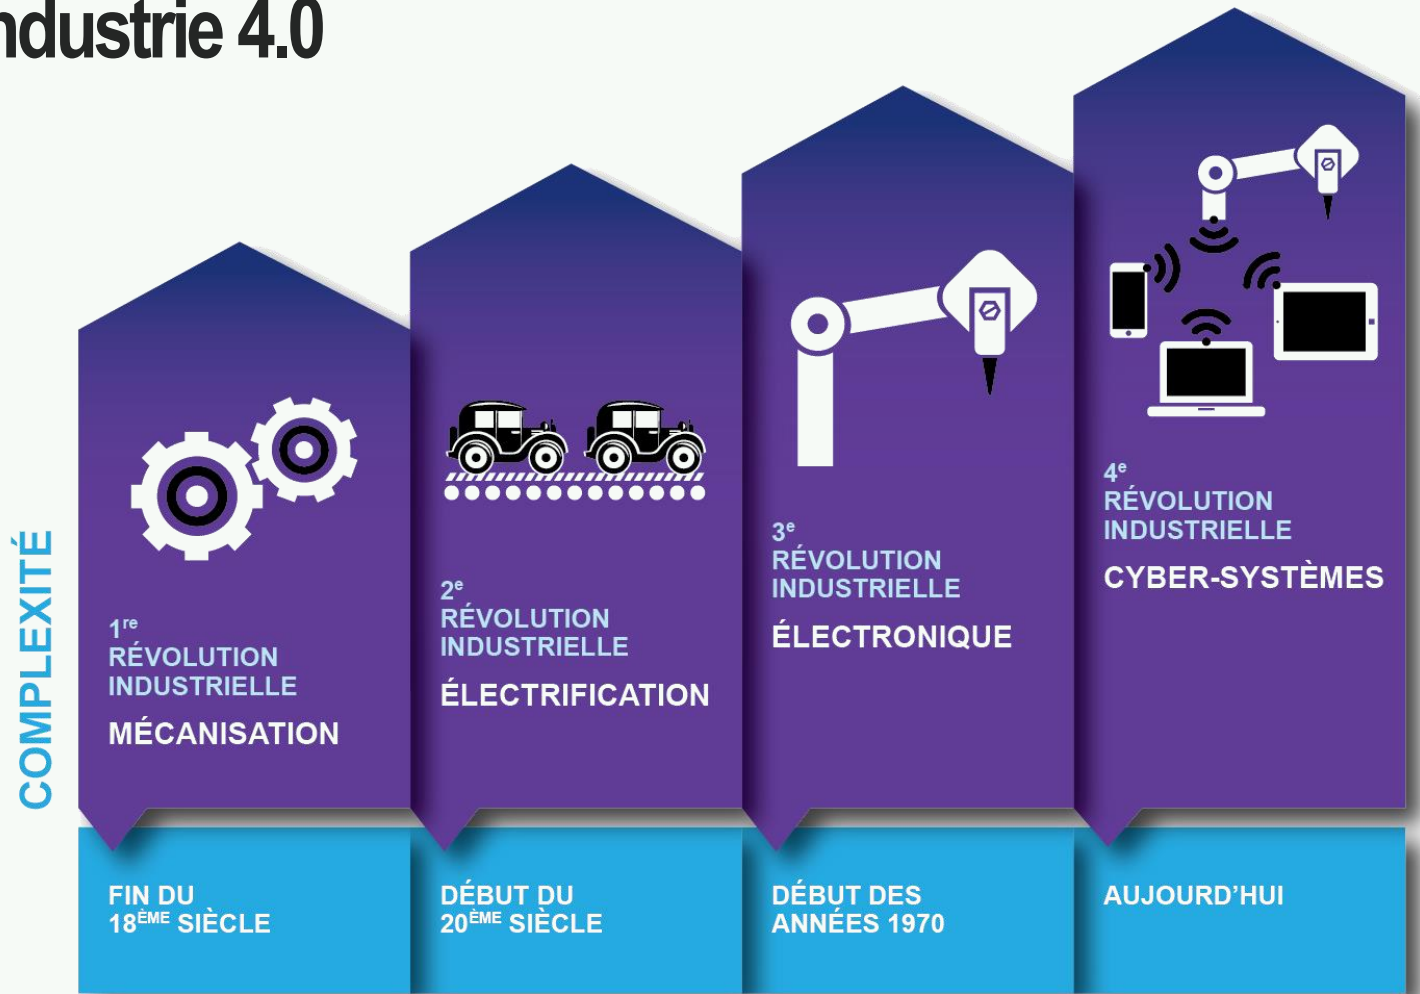 ndustrie 4.0
COMPLEXITÉ
1re
RÉVOLUTION
INDUSTRIELLE
MÉCANISATION
2e
RÉVOLUTION
INDUSTRIELLE
ÉLECTRIFICATION
3e
RÉVOLUTION
INDUSTRIELLE
ÉLECTRONIQUE
4e
RÉVOLUTION
INDUSTRIELLE
CYBER-SYSTÈMES
FIN DU
18ÈME SIÈCLE
DÉBUT DU
20ÈME SIÈCLE
DÉBUT DES
ANNÉES 1970
AUJOURD’HUI